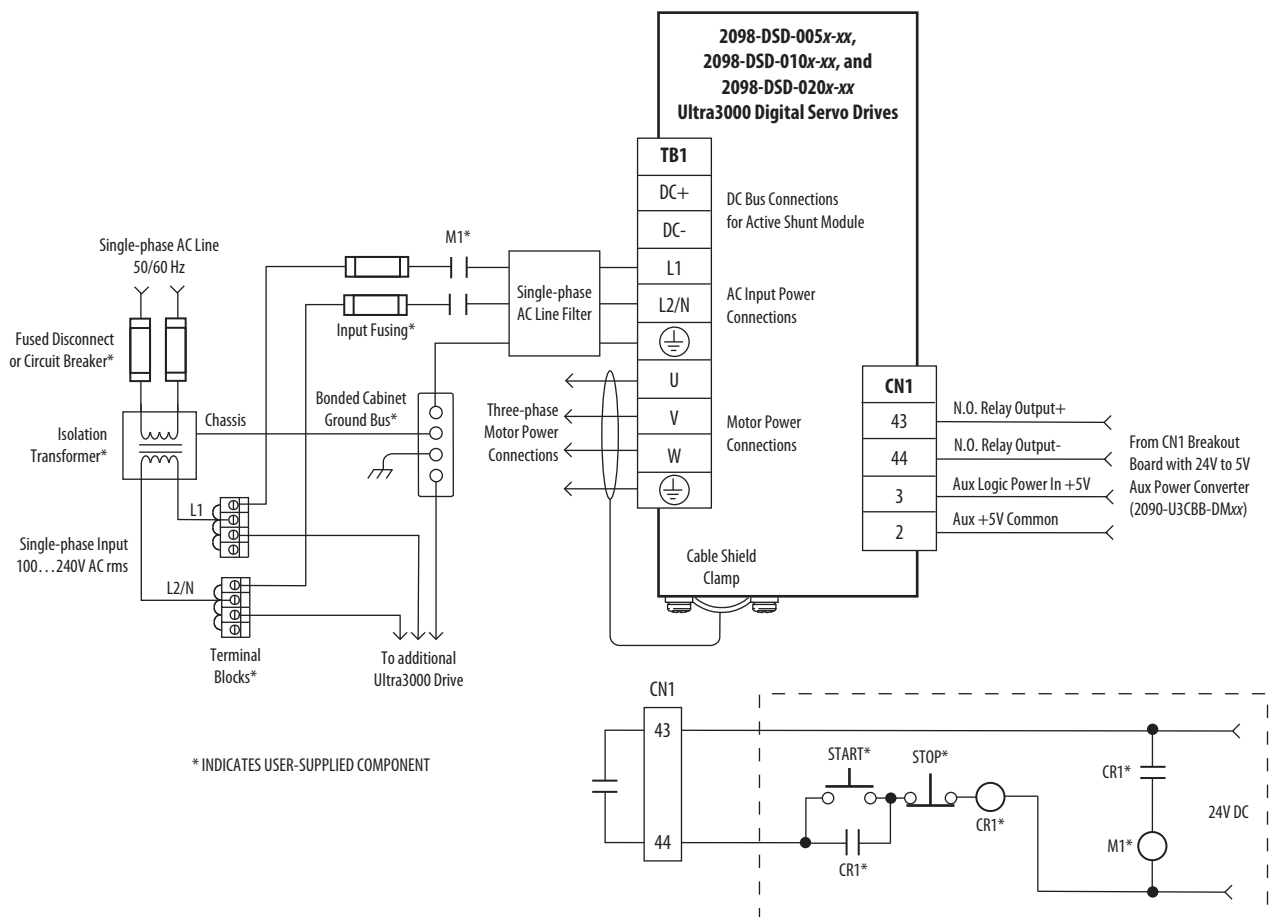 2098-DSD-005x-xx,
2098-DSD-010x-xx, and
2098-DSD-020x-xx
Ultra3000 Digital Servo Drives
TB1
DC+
DC-
L1
L2/N
U
V
W
DC Bus Connections
for Active Shunt Module
AC Input Power
Connections
Motor Power
Connections
Single-phase AC Line
50/60 Hz
M1*
Single-phase
AC Line Filter
Input Fusing*
Fused Disconnect
or Circuit Breaker*
Bonded Cabinet
Ground Bus*
Chassis
Isolation
Transformer*
Three-phase
Motor Power
Connections
CN1
43
44
3
2
N.O. Relay Output+
N.O. Relay Output-
Aux Logic Power In +5V
Aux +5V Common
From CN1 Breakout
Board with 24V to 5V
Aux Power Converter
(2090-U3CBB-DMxx)
L1
Single-phase Input
100...240V AC rms
L2/N
Cable Shield
Clamp
Terminal
Blocks*
To additional
Ultra3000 Drive
* INDICATES USER-SUPPLIED COMPONENT
CN1
43
44
START*
STOP*
CR1*
CR1*
CR1*
M1*
24V DC